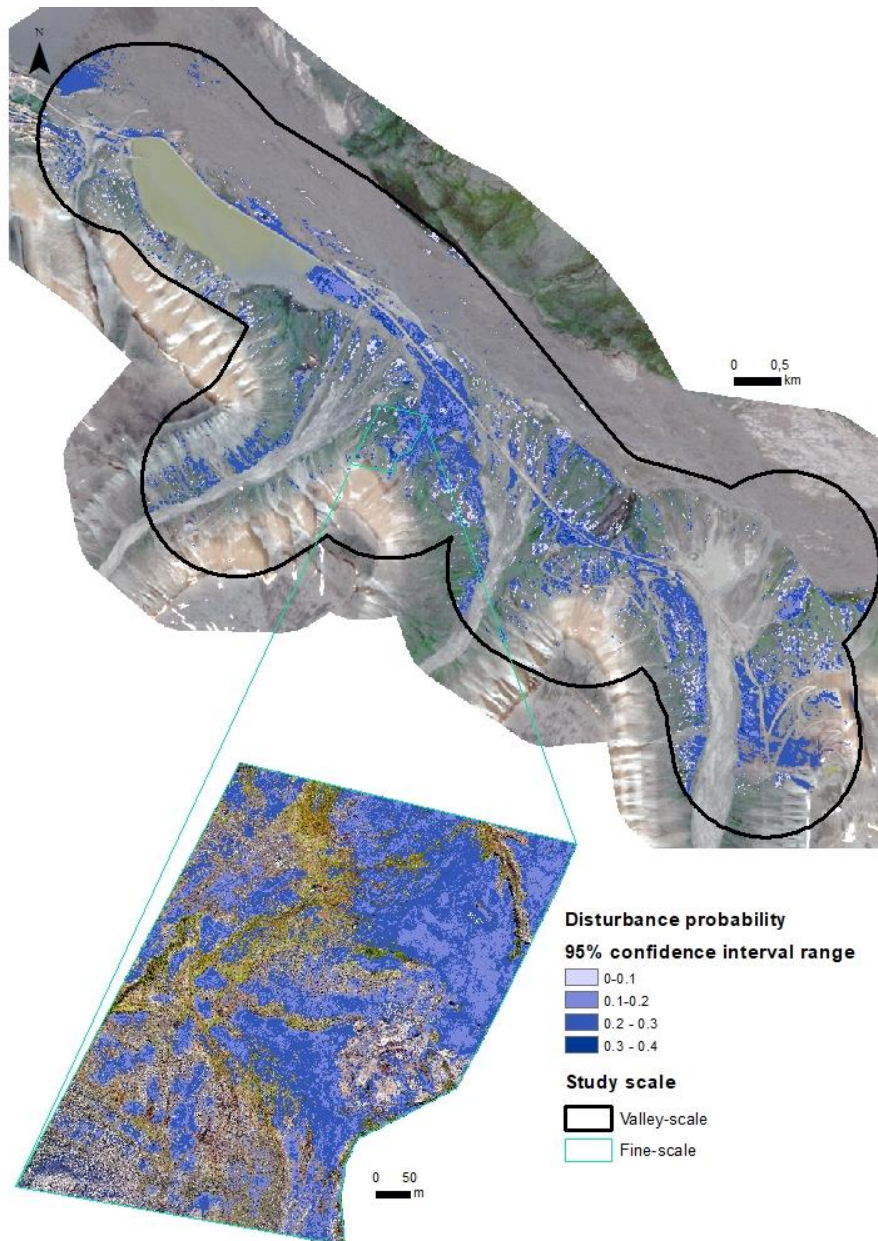 N
0 0,5
km
Disturbance probability
95% confidence interval range
0-0.1
0.1-0.2
0.2 - 0.3
0.3 - 0.4
Study scale
Valley-scale
Fine-scale
0 50
m